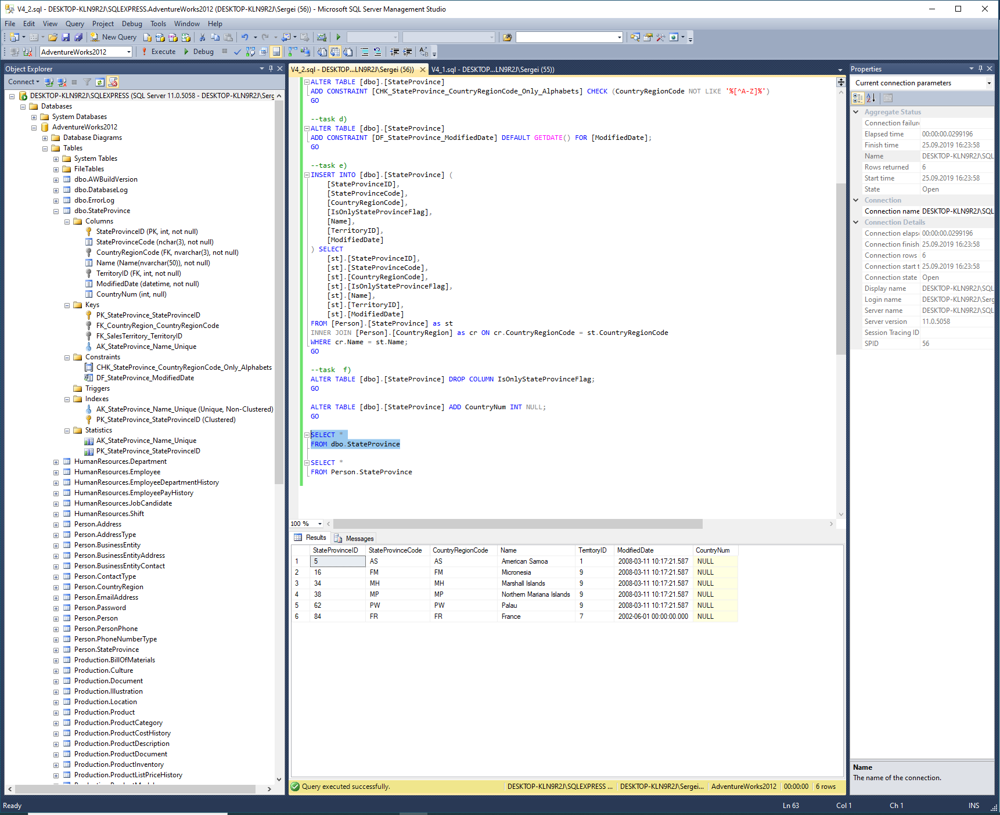 V4_2.sql - DESKTOP-KLN9R2J\SQLEXPRESS.AdventureWorks2012 (DESKTOP-KLN9R2J\Sergei (56)) - Microsoft SQL Server Management Studio
File Edit View Query Project Debug Tools Window Help
New Query
AdventureWorks2012 Execute Debug
Object Explorer
Connect
DESKTOP-KLN9R2J\SQLEXPRESS (SQL Server 11.0.5058 - DESKTOP-KLN9R2J\Serg
Databases
System Databases
AdventureWorks2012
Database Diagrams
Tables
System Tables
FileTables
dbo.AWBuildVersion
dbo.DatabaseLog
dbo.ErrorLog
dbo.StateProvince
Columns
StateProvinceID (PK, int, not null)
StateProvinceCode (nchar(3), not null)
CountryRegionCode (FK, nvarchar(3), not null)
Name (Name(nvarchar(50)), not null)
TerritoryID (FK, int, not null)
ModifiedDate (datetime, not null)
CountryNum (int, null)
Keys
PK_StateProvince_StateProvinceID
FK_CountryRegion_CountryRegionCode
FK_SalesTerritory_TerritoryID
AK_StateProvince_Name_Unique
Constraints
CHK_StateProvince_CountryRegionCode_Only_Alphabets
DF_StateProvince_ModifiedDate
Triggers
Indexes
AK_StateProvince_Name_Unique (Unique, Non-Clustered)
PK_StateProvince_StateProvinceID (Clustered)
Statistics
AK_StateProvince_Name_Unique
PK_StateProvince_StateProvinceID
HumanResources.Department
HumanResources.Employee
HumanResources.EmployeeDepartmentHistory
HumanResources.EmployeePayHistory
HumanResources.JobCandidate
HumanResources.Shift
Person.Address
Person.AddressType
Person.BusinessEntity
Person.BusinessEntityAddress
Person.BusinessEntityContact
Person.ContactType
Person.CountryRegion
Person.EmailAddress
Person.Password
Person.Person
Person.PersonPhone
Person.PhoneNumberType
Person.StateProvince
Production.BillOfMaterials
Production.Culture
Production.Document
Production.Illustration
Production.Location
Production.Product
Production.ProductCategory
Production.ProductCostHistory
Production.ProductDescription
Production.ProductDocument
Production.ProductInventory
Production.ProductListPriceHistory
V4_2.sql - DESKTOP...LN9R2J\Sergei (56)) V4_1.sql - DESKTOP...LN9R2J\Sergei (55))
ALTER TABLE [dbo].[StateProvince]
ADD CONSTRAINT [CHK_StateProvince_CountryRegionCode_Only_Alphabets] CHECK (CountryRegionCode NOT LIKE '%[^A-Z]%')
GO
--task d)
ALTER TABLE [dbo].[StateProvince]
ADD CONSTRAINT [DF_StateProvince_ModifiedDate] DEFAULT GETDATE() FOR [ModifiedDate];
GO
--task e)
INSERT INTO [dbo].[StateProvince] (
[StateProvinceID],
[StateProvinceCode],
[CountryRegionCode],
[IsOnlyStateProvinceFlag],
[Name],
[TerritoryID],
[ModifiedDate]
) SELECT
[st].[StateProvinceID],
[st].[StateProvinceCode],
[st].[CountryRegionCode],
[st].[IsOnlyStateProvinceFlag],
[st].[Name],
[st].[TerritoryID],
[st].[ModifiedDate]
FROM [Person].[StateProvince] as st
INNER JOIN [Person].[CountryRegion] as cr ON cr.CountryRegionCode = st.CountryRegionCode
WHERE cr.Name = st.Name;
GO
--task  f)
ALTER TABLE [dbo].[StateProvince] DROP COLUMN IsOnlyStateProvinceFlag;
GO
ALTER TABLE [dbo].[StateProvince] ADD CountryNum INT NULL;
GO
SELECT *
FROM dbo.StateProvince
SELECT *
FROM Person.StateProvince
100 %
Results Messages
StateProvinceID StateProvinceCode CountryRegionCode Name TerritoryID ModifiedDate CountryNum
1 5 AS AS American Samoa 1 2008-03-11 10:17:21.587 NULL
2 16 FM FM Micronesia 9 2008-03-11 10:17:21.587 NULL
3 34 MH MH Marshall Islands 9 2008-03-11 10:17:21.587 NULL
4 38 MP MP Northern Mariana Islands 9 2008-03-11 10:17:21.587 NULL
5 62 PW PW Palau 9 2008-03-11 10:17:21.587 NULL
6 84 FR FR France 7 2002-06-01 00:00:00.000 NULL
Query executed successfully. DESKTOP-KLN9R2J\SQLEXPRESS ... DESKTOP-KLN9R2J\Sergei... AdventureWorks2012 00:00:00 6 rows
Properties
Current connection parameters
Aggregate Status
Connection failure
Elapsed time 00:00:00.0299196
Finish time 25.09.2019 16:23:58
Name DESKTOP-KLN9R2J\SQL
Rows returned 6
Start time 25.09.2019 16:23:58
State Open
Connection
Connection name DESKTOP-KLN9R2J\SQL
Connection Details
Connection elaps 00:00:00.0299196
Connection finish 25.09.2019 16:23:58
Connection rows 6
Connection start t 25.09.2019 16:23:58
Connection state Open
Display name DESKTOP-KLN9R2J\SQL
Login name DESKTOP-KLN9R2J\Serg
Server name DESKTOP-KLN9R2J\SQL
Server version 11.0.5058
Session Tracing ID
SPID 56
Name
The name of the connection.
Ready Ln 63 Col 1 Ch 1 INS